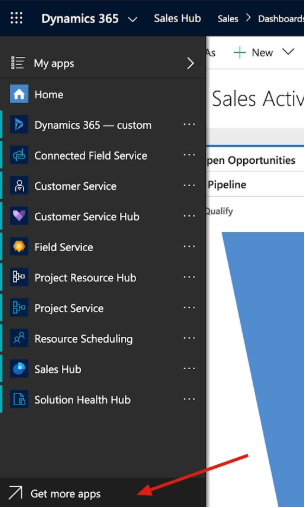 Dynamics 365 Sales Hub Sales > Dashboards
My apps
As + New
Home
Sales Activ
Dynamics 365 — custom
Connected Field Service
pen Opportunities
Customer Service
Pipeline
Customer Service Hub
Qualify
Field Service
Project Resource Hub
Project Service
Resource Scheduling
Sales Hub
Solution Health Hub
Get more apps